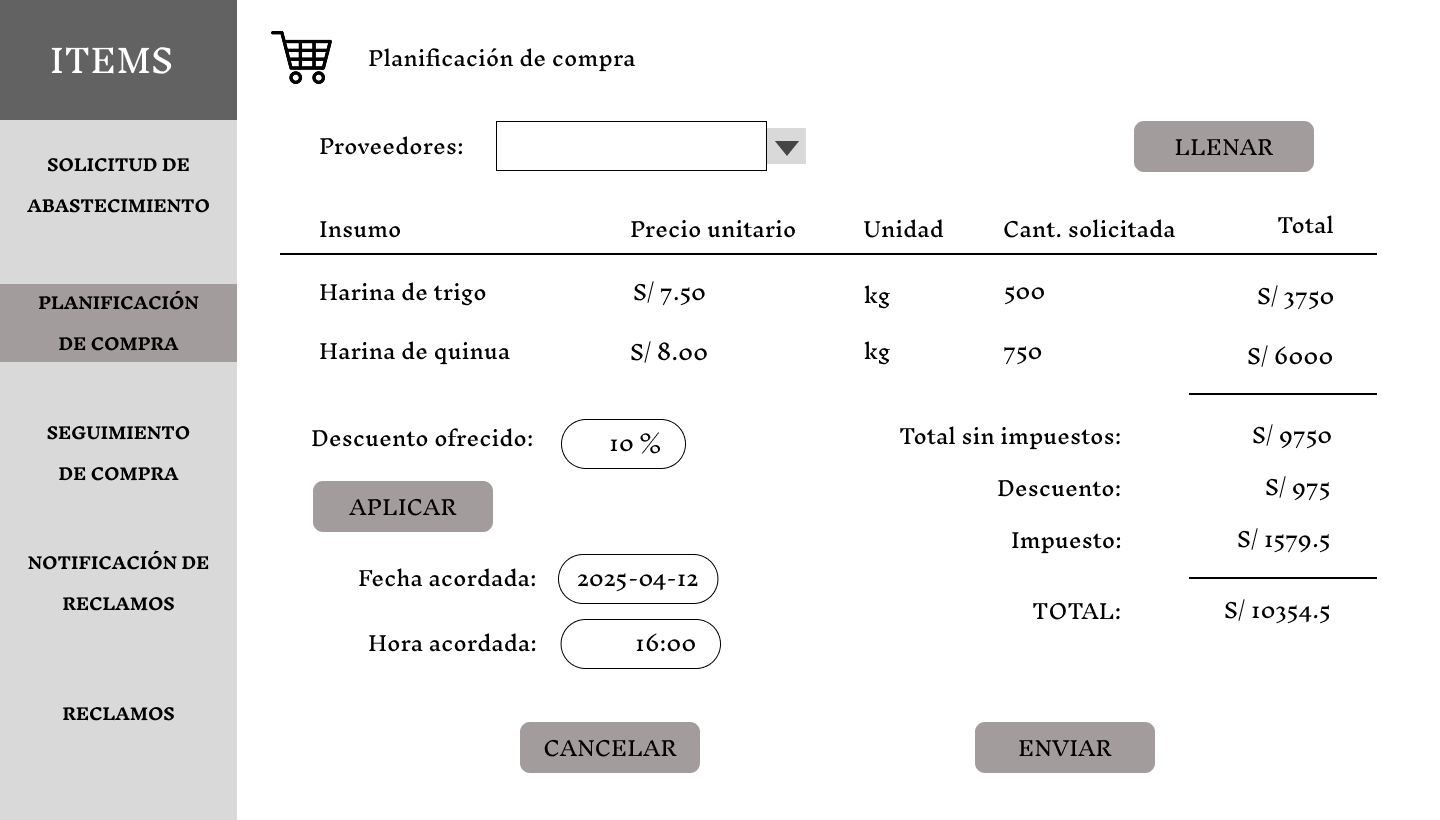 ITEMS
SOLICITUD DE
ABASTECIMIENTO
PLANIFICACIÓN
DE COMPRA
SEGUIMIENTO
DE COMPRA
NOTIFICACIÓN DE
RECLAMOS
RECLAMOS
Planificación de compra
Proveedores:
LLENAR
Insumo Precio unitario Unidad Cant. solicitada Total
Harina de trigo S/ 7.50 kg 500 S/ 3750
Harina de quinua S/ 8.00 kg 750 S/ 6000
Descuento ofrecido: 10 %
APLICAR
Fecha acordada: 2025-04-12
Hora acordada: 16:00
Total sin impuestos: S/ 9750
Descuento: S/ 975
Impuesto: S/ 1579.5
TOTAL: S/ 10354.5
CANCELAR
ENVIAR